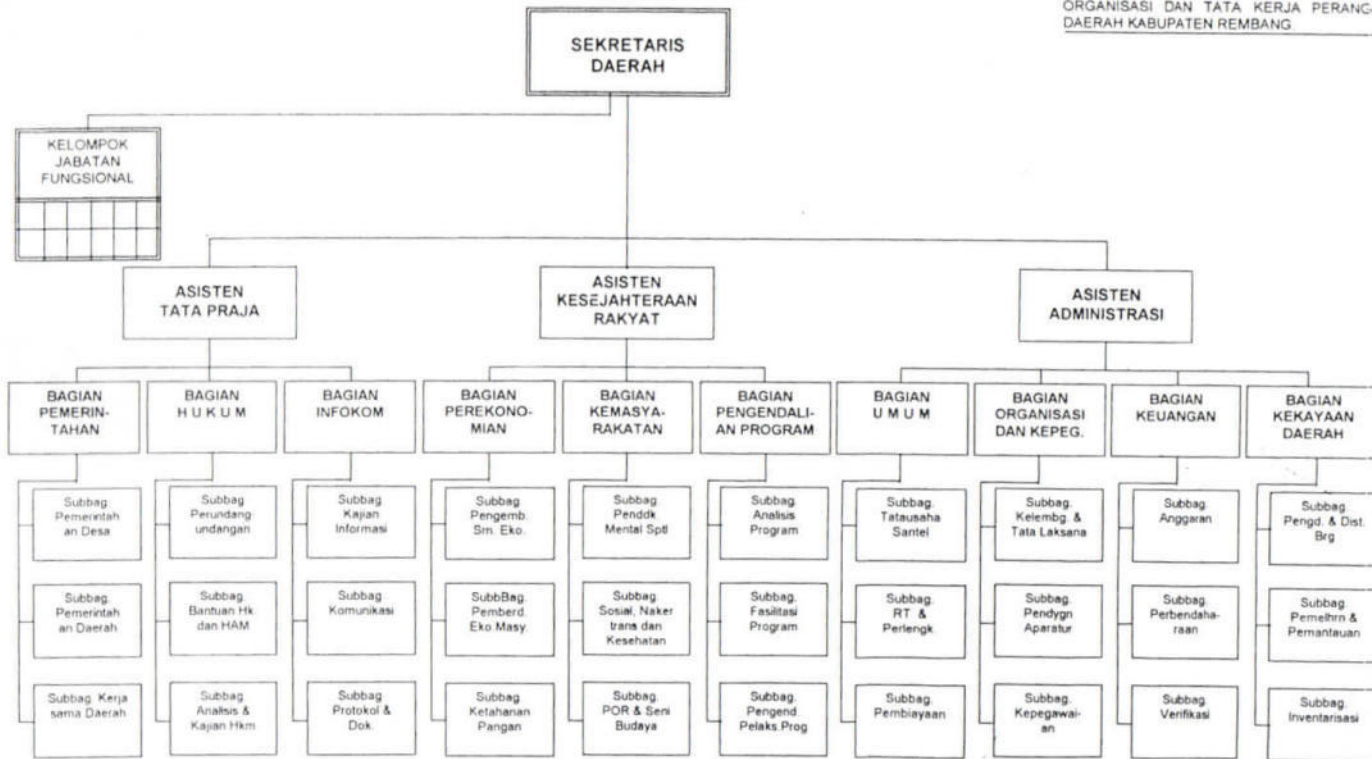 ORGANISASI DAN TATA KERJA PERANG-
DAERAH KABUPATEN REMBANG
SEKRETARIS
DAERAH
KELOMPOK
JABATAN
FUNGSIONAL
ASISTEN
TATA PRAJA
ASISTEN
KESEJAHTERAAN
RAKYAT
ASISTEN
ADMINISTRASI
BAGIAN
PEMERIN-
TAHAN
BAGIAN
H U K U M
BAGIAN
INFOKOM
BAGIAN
PEREKONO-
MIAN
BAGIAN
KEMASYA-
RAKATAN
BAGIAN
PENGENDALI-
AN PROGRAM
BAGIAN
U M U M
BAGIAN
ORGANISASI
DAN KEPEG.
BAGIAN
KEUANGAN
BAGIAN
KEKAYAAN
DAERAH
Subbag.
Pemerintah
an Desa
Subbag
Perundang
undangan
Subbag
Kajian
Informasi
Subbag
Pengemb.
Srn. Eko.
Subbag
Penddk
Mental Sptl
Subbag.
Analisis
Program
Subbag.
Tatausaha
Santel
Subbag.
Kelembg. &
Tata Laksana
Subbag.
Anggaran
Subbag
Pengd. & Dist.
Brg
Subbag.
Pemerintah
an Daerah
Subbag.
Bantuan Hk
dan HAM
Subbag
Komunikasi
SubbBag.
Pemberd.
Eko Masy.
Subbag.
Sosial, Naker
trans dan
Kesehatan
Subbag.
Fasilitasi
Program
Subbag.
RT &
Perlengk
Subbag.
Pendygn
Aparatur
Subbag.
Perbendaha-
raan
Subbag
Pemelhrn &
Pemantauan
Subbag. Kerja
sama Daerah
Subbag
Analisis &
Kajian Hkm
Subbag
Protokol &
Dok.
Subbag.
Ketahanan
Pangan
Subbag.
POR & Seni
Budaya
Subbag.
Pengend.
Pelaks.Prog
Subbag.
Pembiayaan
Subbag.
Kepegawai-
an
Subbag.
Verifikasi
Subbag.
Inventarisasi